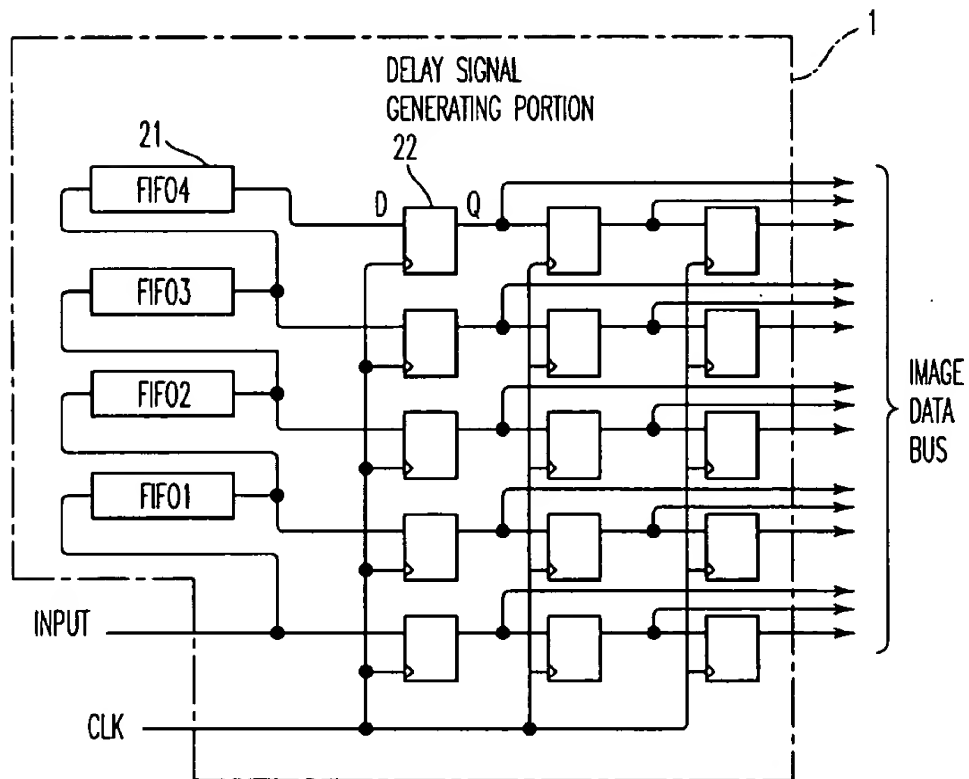 1
DELAY SIGNAL
GENERATING PORTION
21
22
FIFO4
D
Q
FIFO3
FIFO2
FIFO1
IMAGE
DATA
BUS
INPUT
CLK